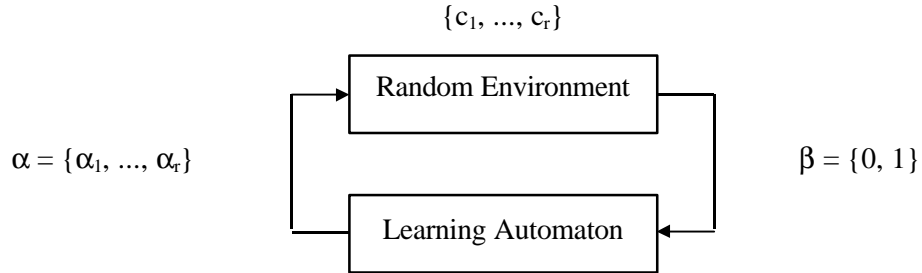 {c₁, ..., cᵣ}
Random Environment
α = {α₁, ..., αᵣ}
β = {0, 1}
Learning Automaton